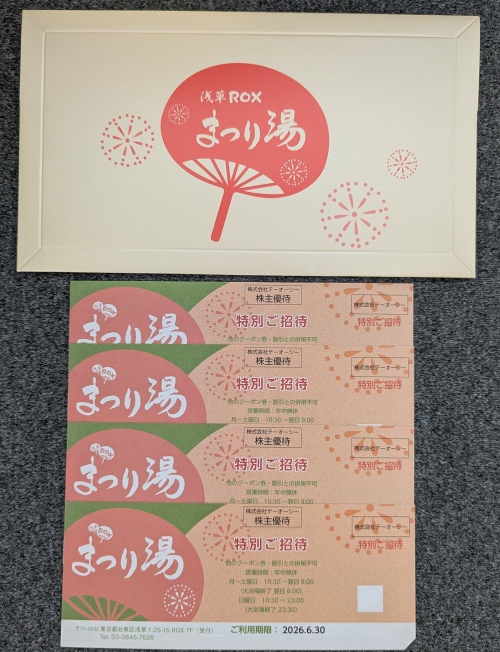 浅草ROX
まつり湯
株式会社テーオーシー
株主優待
特別ご招待
他のクーポン券・割引との併用不可
ROX
まつり湯
株式会社テーオーシー
特別ご招待
株式会社テーオーシー
株主優待
特別ご招待
他のクーポン券・割引との併用不可
営業時間：年中無休
月～土曜日 10:30 ～翌日 9:00
ROX
まつり湯
株式会社テーオーシー
特別ご招待
株式会社テーオーシー
株主優待
特別ご招待
他のクーポン券・割引との併用不可
営業時間：年中無休
月～土曜日 10:30 ～翌日 9:00
ROX
まつり湯
株式会社テーオーシー
特別ご招待
株式会社テーオーシー
株主優待
特別ご招待
他のクーポン券・割引との併用不可
営業時間：年中無休
月～土曜日 10:30 ～翌日 9:00
(大浴場終了 翌日 8:00)
日曜日 10:30 ～ 23:00
(大浴場終了 22:30)
ROX
まつり湯
株式会社テーオーシー
特別ご招待
東京都台東区浅草1-25-15 ROX 7F（受付）
Tel. 03-3845-7526
ご利用期限： 2026.6.30